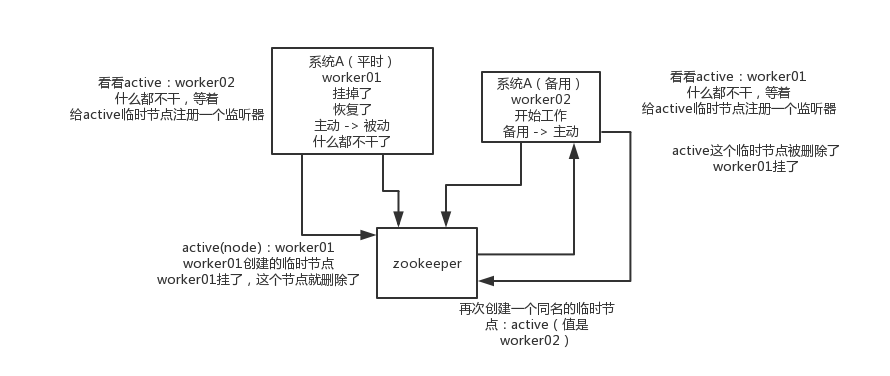 看看active：worker02
什么都不干，等着
给active临时节点注册一个监听器
系统A（平时）
worker01
挂掉了
恢复了
主动 -> 被动
什么都不干了
系统A（备用）
worker02
开始工作
备用 -> 主动
看看active：worker01
什么都不干，等着
给active临时节点注册一个监听器
active这个临时节点被删除了
worker01挂了
active(node)：worker01
worker01创建的临时节点
worker01挂了，这个节点就删除了
zookeeper
再次创建一个同名的临时节
点：active（值是
worker02）